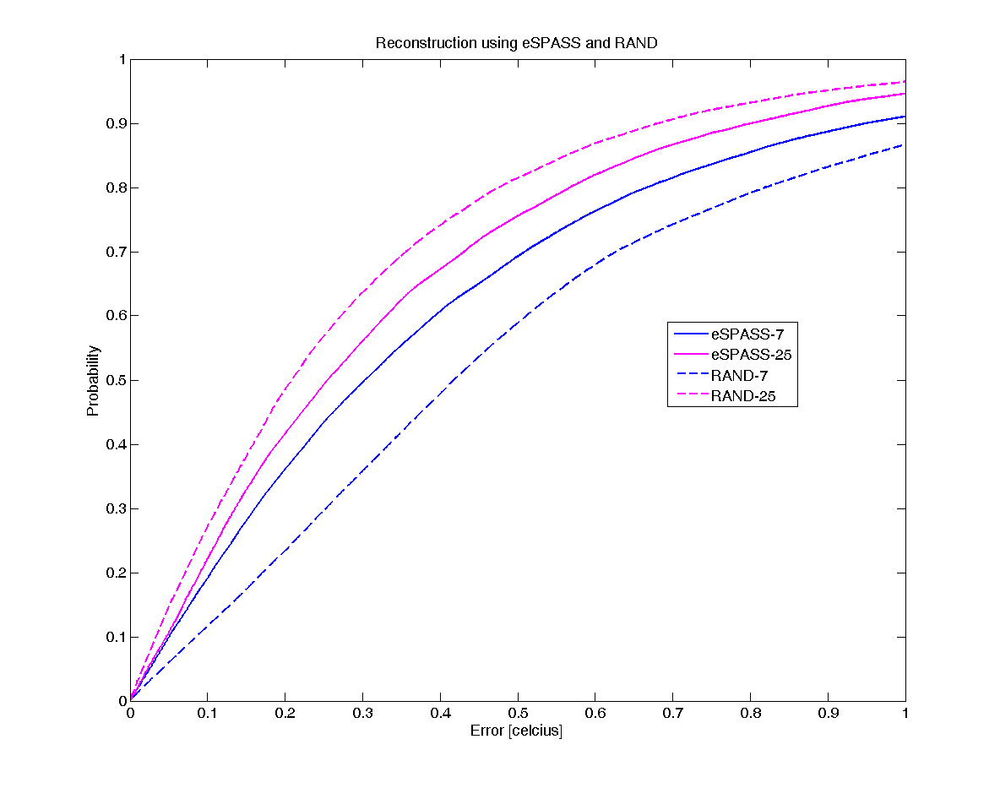 Reconstruction using eSPASS and RAND
1
0.9
0.8
0.7
0.6
0.5
0.4
0.3
0.2
0.1
0
Probability
eSPASS-7
eSPASS-25
RAND-7
RAND-25
0 0.1 0.2 0.3 0.4 0.5 0.6 0.7 0.8 0.9 1
Error [celcius]